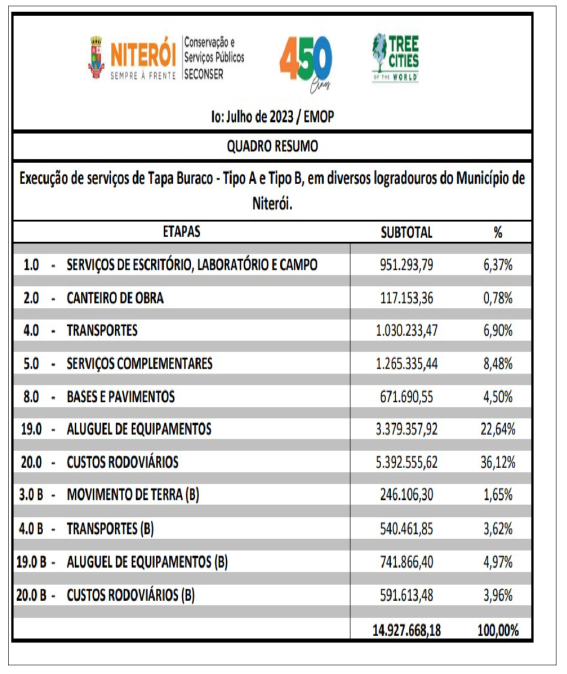 NITERÓI
SEMPRE À FRENTE
Conservação e
Serviços Públicos
SECONSER
450
anos
TREE
CITIES
OF THE WORLD
Io: Julho de 2023 / EMOP
QUADRO RESUMO
Execução de serviços de Tapa Buraco - Tipo A e Tipo B, em diversos logradouros do Município de
Niterói.
ETAPAS SUBTOTAL %
1.0 - SERVIÇOS DE ESCRITÓRIO, LABORATÓRIO E CAMPO 951.293,79 6,37%
2.0 - CANTEIRO DE OBRA 117.153,36 0,78%
4.0 - TRANSPORTES 1.030.233,47 6,90%
5.0 - SERVIÇOS COMPLEMENTARES 1.265.335,44 8,48%
8.0 - BASES E PAVIMENTOS 671.690,55 4,50%
19.0 - ALUGUEL DE EQUIPAMENTOS 3.379.357,92 22,64%
20.0 - CUSTOS RODOVIÁRIOS 5.392.555,62 36,12%
3.0 B - MOVIMENTO DE TERRA (B) 246.106,30 1,65%
4.0 B - TRANSPORTES (B) 540.461,85 3,62%
19.0 B - ALUGUEL DE EQUIPAMENTOS (B) 741.866,40 4,97%
20.0 B - CUSTOS RODOVIÁRIOS (B) 591.613,48 3,96%
14.927.668,18 100,00%